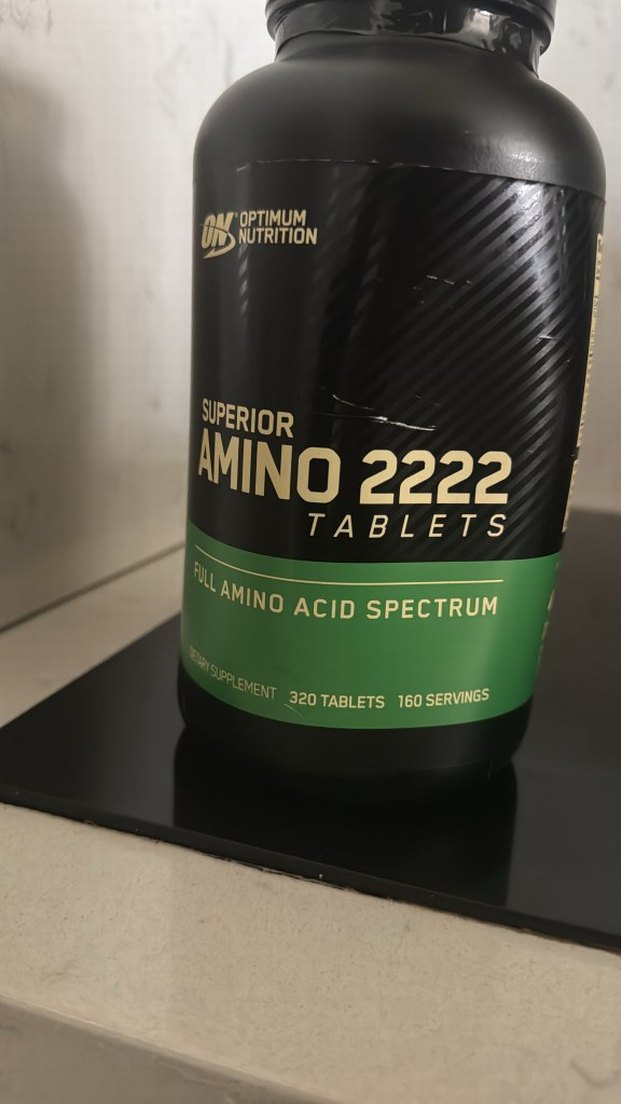 ON OPTIMUM
NUTRITION
SUPERIOR
AMINO 2222
TABLETS
FULL AMINO ACID SPECTRUM
DIETARY SUPPLEMENT 320 TABLETS 160 SERVINGS